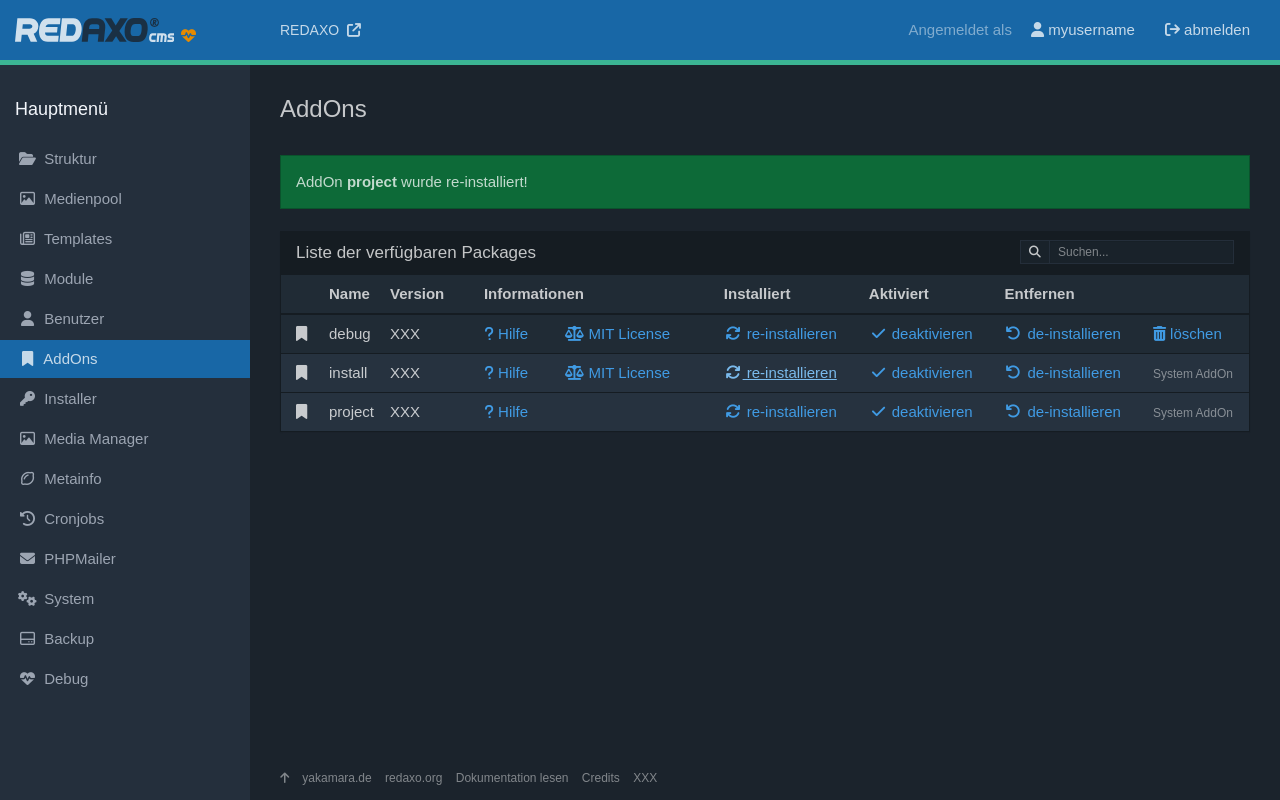 REDAXO® cms
REDAXO
Angemeldet als myusername abmelden
Hauptmenü
Struktur
Medienpool
Templates
Module
Benutzer
AddOns
Installer
Media Manager
Metainfo
Cronjobs
PHPMailer
System
Backup
Debug
AddOns
AddOn project wurde re-installiert!
Liste der verfügbaren Packages
Suchen...
Name Version Informationen Installiert Aktiviert Entfernen
debug XXX Hilfe MIT License re-installieren deaktivieren de-installieren löschen
install XXX Hilfe MIT License re-installieren deaktivieren de-installieren System AddOn
project XXX Hilfe re-installieren deaktivieren de-installieren System AddOn
yakamara.de redaxo.org Dokumentation lesen Credits XXX